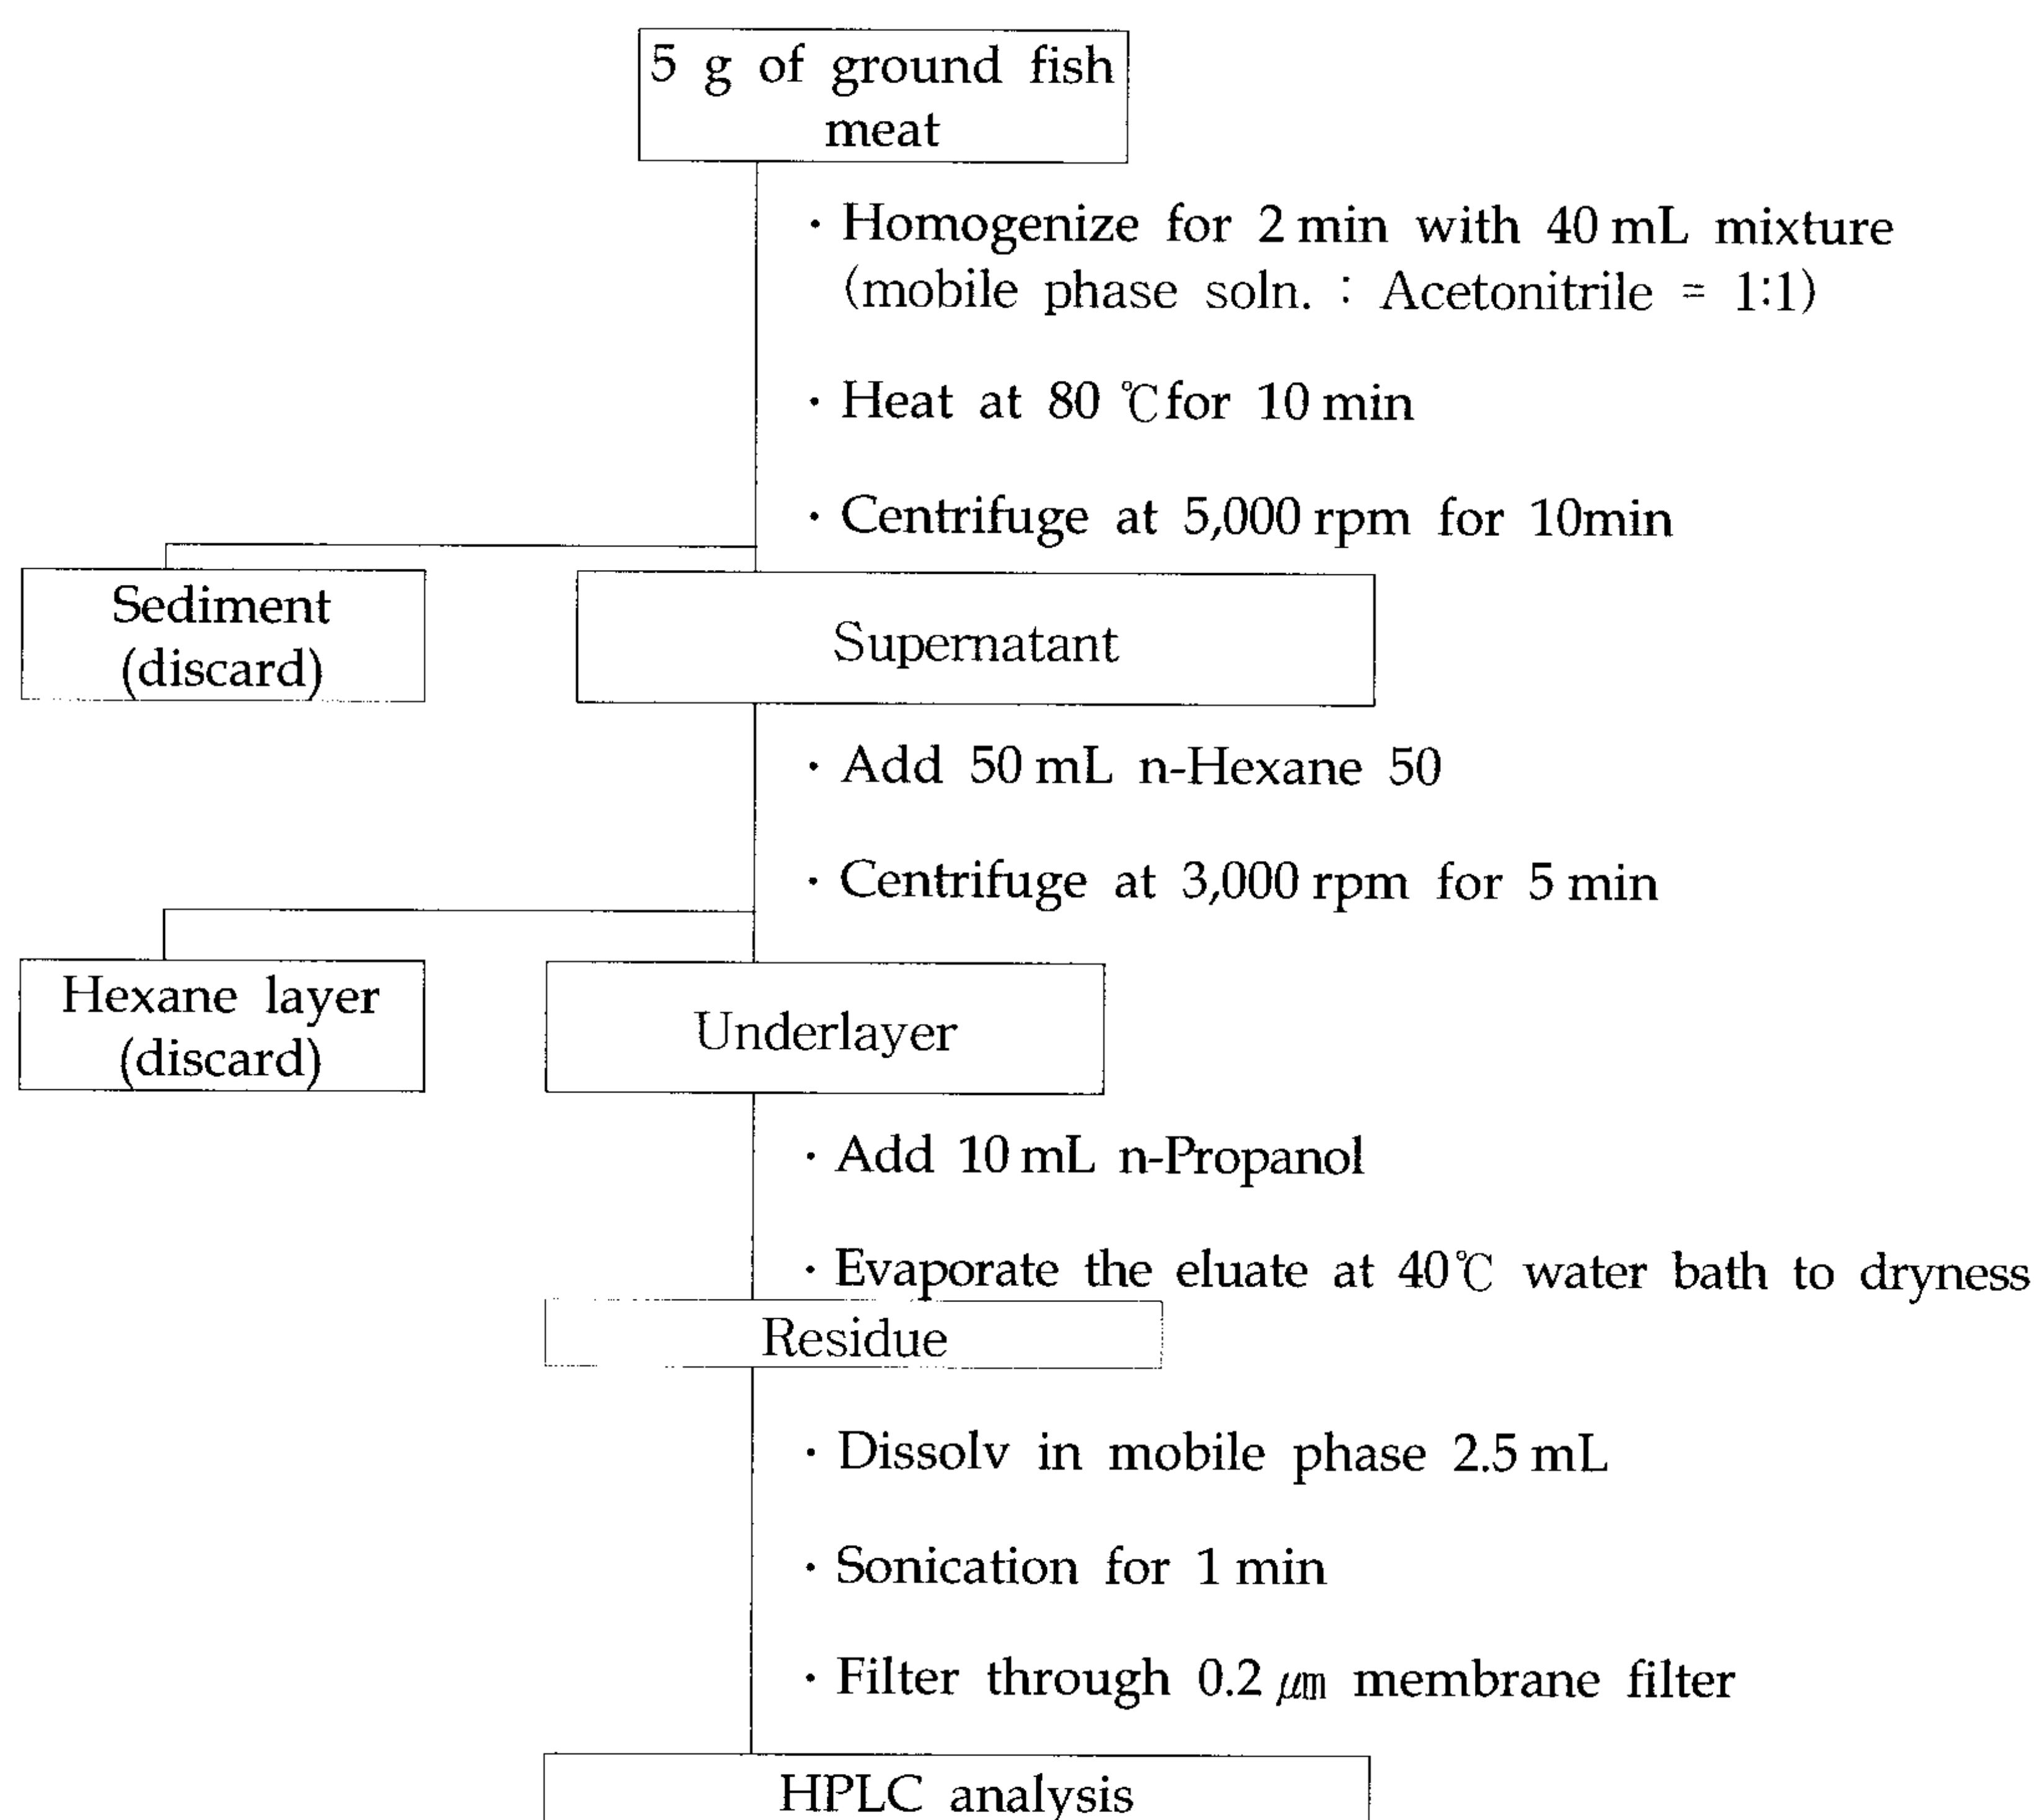 5 g of ground fish
meat
· Homogenize for 2 min with 40 mL mixture
(mobile phase soln. : Acetonitrile = 1:1)
· Heat at 80 ℃for 10 min
· Centrifuge at 5,000 rpm for 10min
Sediment
(discard)
Supernatant
· Add 50 mL n-Hexane 50
· Centrifuge at 3,000 rpm for 5 min
Hexane layer
(discard)
Underlayer
· Add 10 mL n-Propanol
· Evaporate the eluate at 40℃ water bath to dryness
Residue
· Dissolv in mobile phase 2.5 mL
· Sonication for 1 min
· Filter through 0.2 ㎛ membrane filter
HPLC analysis